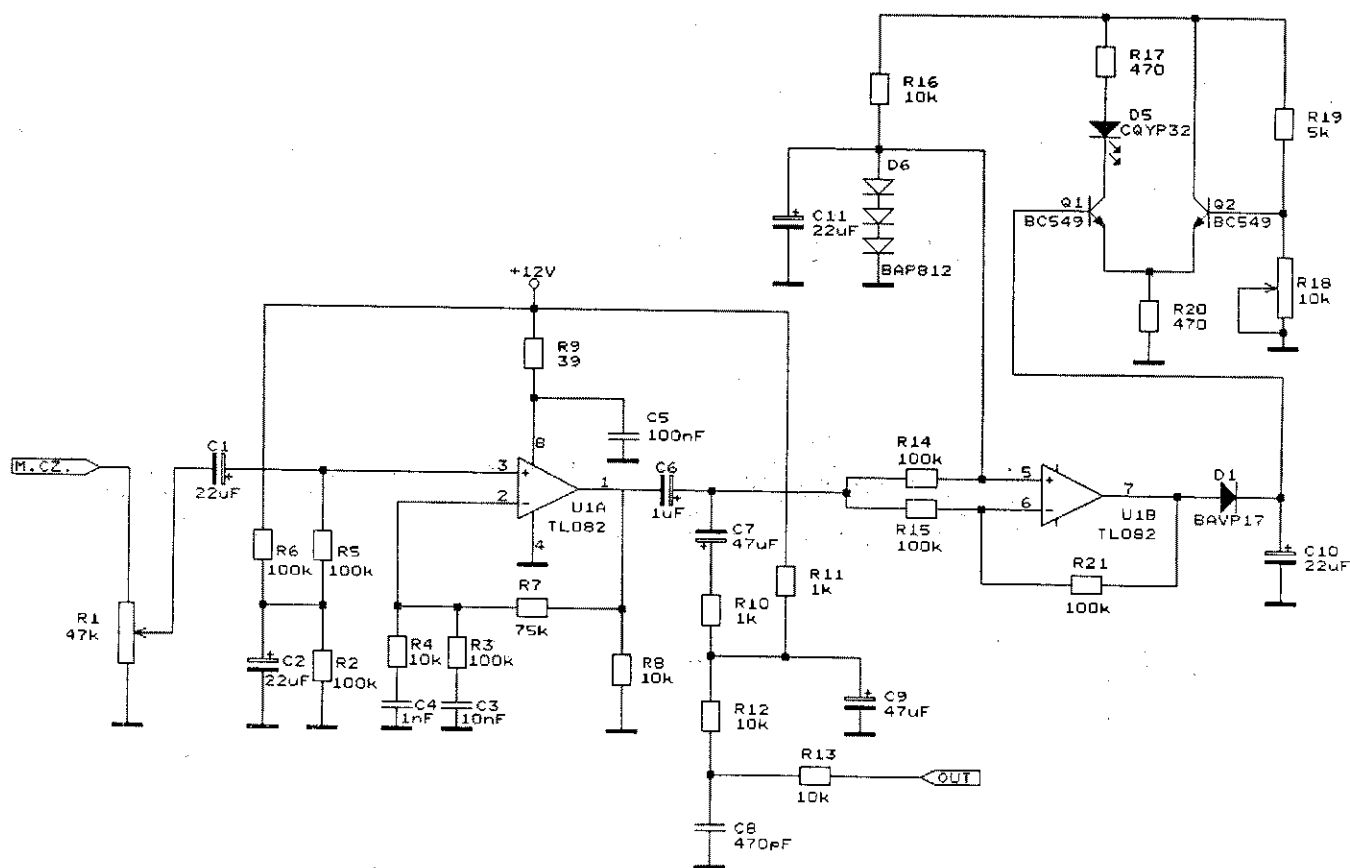 R17
470
R16
10k
D5
CQYP32
R19
5k
D6
Q1
BC549
Q2
BC549
C11
22uF
BAP812
+12V
R20
470
R18
10k
R9
39
C5
100nF
8
C1
22uF
M.CZ.
3
+
2
-
1
U1A
TL082
4
C6
1uF
R14
100k
R15
100k
5
+
6
-
7
U1B
TL082
D1
BAVP17
C7
47uF
C10
22uF
R6
100k
R5
100k
R11
1k
R21
100k
R7
75k
R10
1k
R1
47k
R4
10k
R3
100k
R8
10k
C2
22uF
R2
100k
C4
1nF
C3
10nF
R12
10k
C9
47uF
R13
10k
OUT
C8
470pF